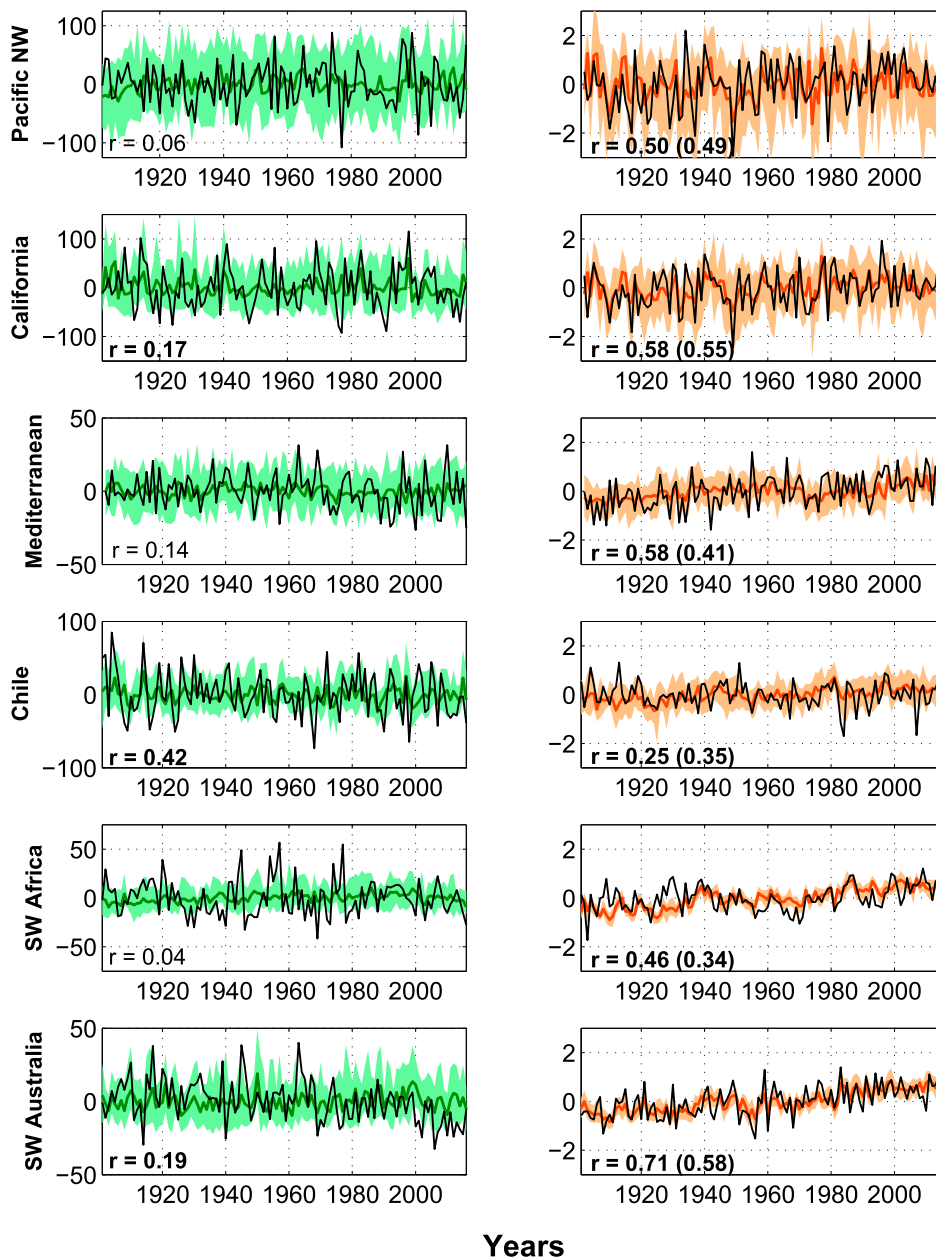 Pacific NW
100
0
−100
r = 0.06
1920 1940 1960 1980 2000
2
0
−2
r = 0.50 (0.49)
1920 1940 1960 1980 2000
California
100
0
−100
r = 0.17
1920 1940 1960 1980 2000
2
0
−2
r = 0.58 (0.55)
1920 1940 1960 1980 2000
Mediterranean
50
0
−50
r = 0.14
1920 1940 1960 1980 2000
2
0
−2
r = 0.58 (0.41)
1920 1940 1960 1980 2000
Chile
100
0
−100
r = 0.42
1920 1940 1960 1980 2000
2
0
−2
r = 0.25 (0.35)
1920 1940 1960 1980 2000
SW Africa
50
0
−50
r = 0.04
1920 1940 1960 1980 2000
2
0
−2
r = 0.46 (0.34)
1920 1940 1960 1980 2000
SW Australia
50
0
−50
r = 0.19
1920 1940 1960 1980 2000
2
0
−2
r = 0.71 (0.58)
1920 1940 1960 1980 2000
Years